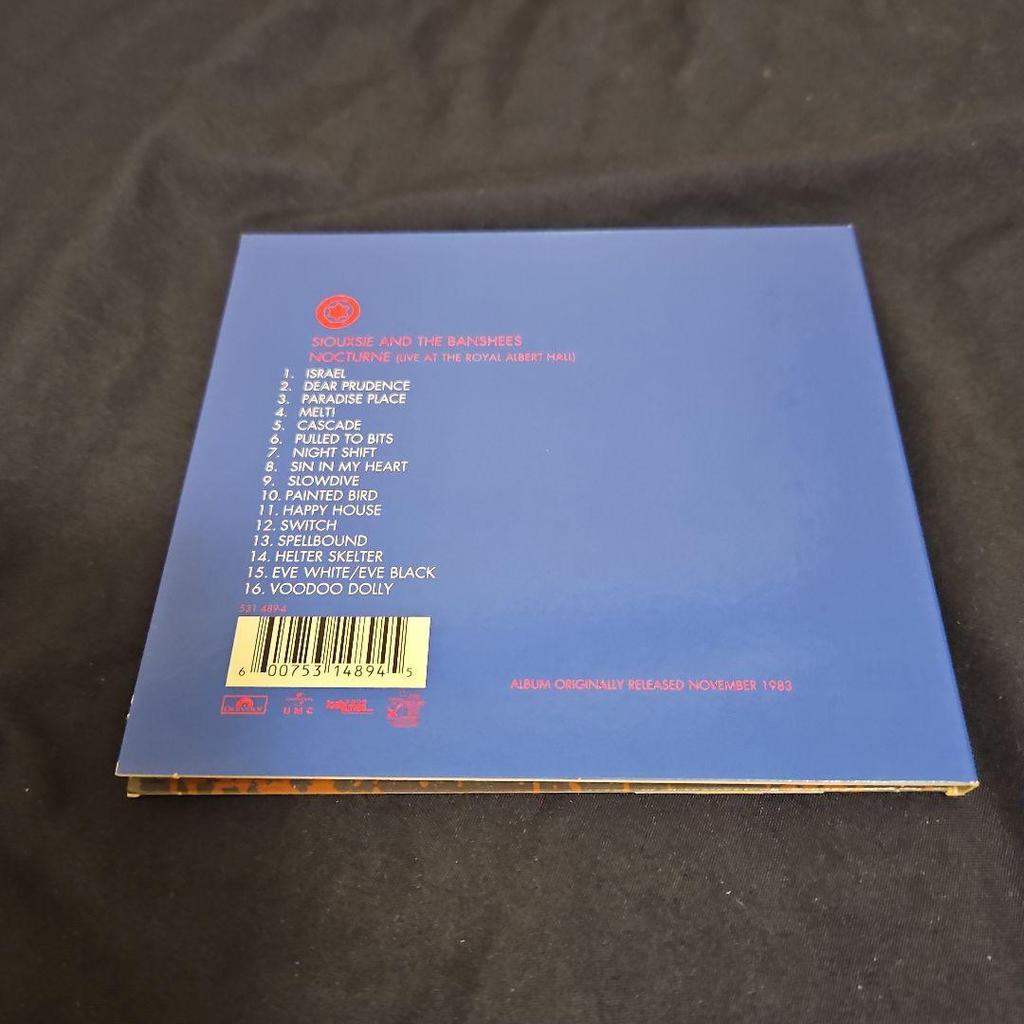 SIOUXSIE AND THE BANSHEES
NOCTURNE (LIVE AT THE ROYAL ALBERT HALL)
1. ISRAEL
2. DEAR PRUDENCE
3. PARADISE PLACE
4. MELT!
5. CASCADE
6. PULLED TO BITS
7. NIGHT SHIFT
8. SIN IN MY HEART
9. SLOWDIVE
10. PAINTED BIRD
11. HAPPY HOUSE
12. SWITCH
13. SPELLBOUND
14. HELTER SKELTER
15. EVE WHITE/EVE BLACK
16. VOODOO DOLLY
531 489-4
6 00753 14894 5
ALBUM ORIGINALLY RELEASED NOVEMBER 1983
UMC